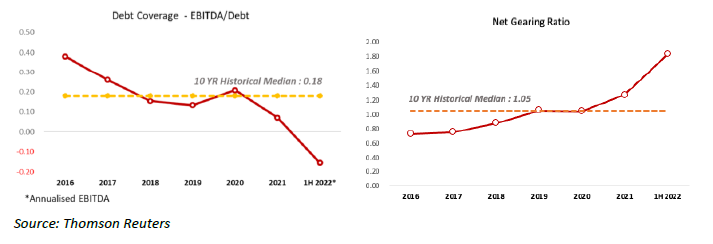 Debt Coverage - EBITDA/Debt
0.50
0.40
0.30
0.20
0.10
0.00
-0.10
-0.20
10 YR Historical Median : 0.18
2016 2017 2018 2019 2020 2021 1H 2022*
*Annualised EBITDA
Net Gearing Ratio
2.00
1.80
1.60
1.40
1.20
1.00
0.80
0.60
0.40
0.20
0.00
10 YR Historical Median : 1.05
2016 2017 2018 2019 2020 2021 1H 2022
Source: Thomson Reuters